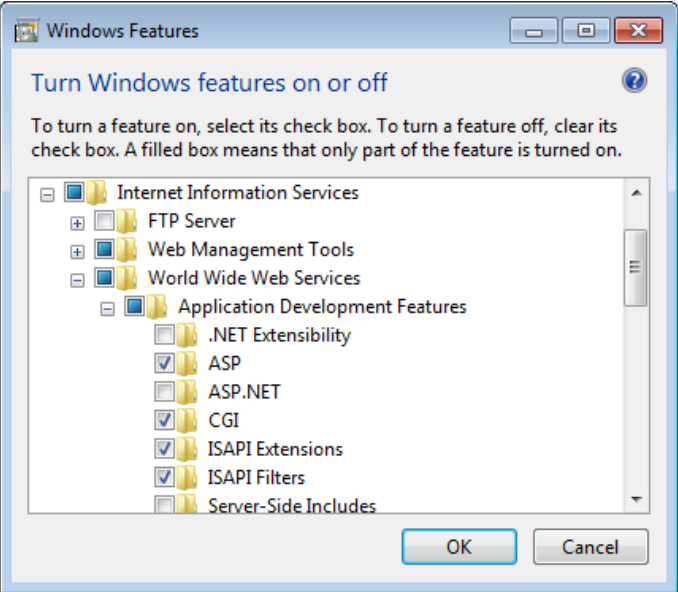 Windows Features
Turn Windows features on or off
To turn a feature on, select its check box. To turn a feature off, clear its
check box. A filled box means that only part of the feature is turned on.
Internet Information Services
FTP Server
Web Management Tools
World Wide Web Services
Application Development Features
.NET Extensibility
ASP
ASP.NET
CGI
ISAPI Extensions
ISAPI Filters
Server-Side Includes
OK Cancel